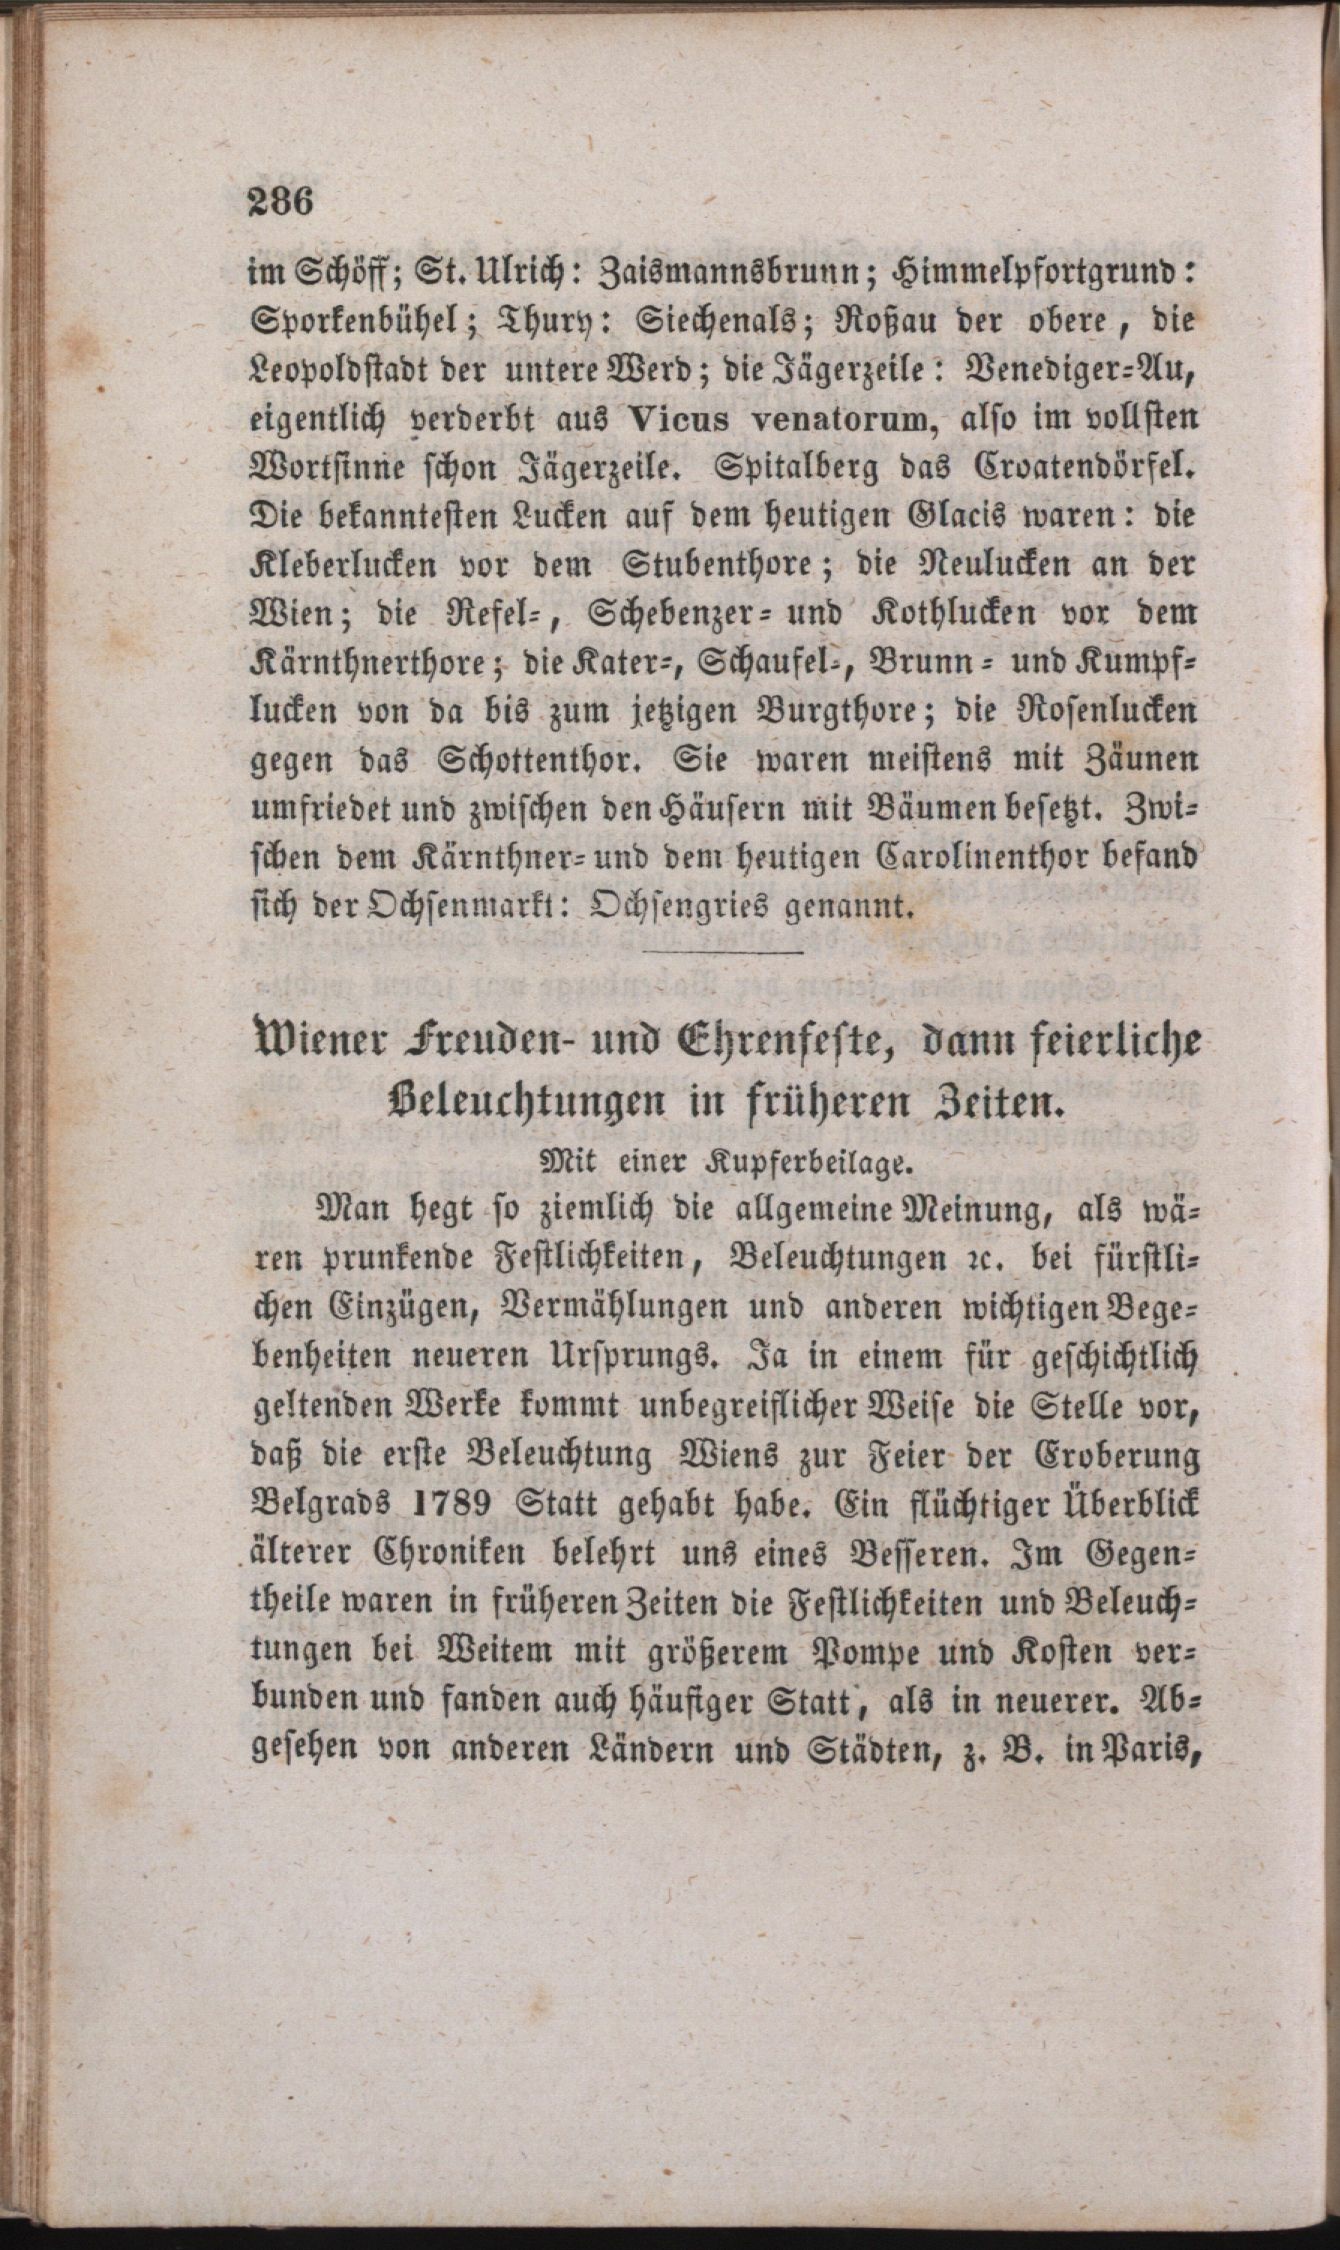 286
im Schöff; St. Ulrich: Zaismannsbrunn; Himmelpfortgrund:
Sporkenbühel; Thury: Siechenals; Roßau der obere, die
Leopoldstadt der untere Werd; die Jägerzeile: Venediger-Au,
eigentlich verderbt aus Vicus venatorum, also im vollsten
Wortsinne schon Jägerzeile. Spitalberg das Croatendörfel.
Die bekanntesten Lucken auf dem heutigen Glacis waren: die
Kleberlucken vor dem Stubenthore; die Neulucken an der
Wien; die Refel-, Schebenzer- und Kothlucken vor dem
Kärnthnerthore; die Kater-, Schaufel-, Brunn- und Kumpf-
lucken von da bis zum jetzigen Burgthore; die Rosenlucken
gegen das Schottenthor. Sie waren meistens mit Zäunen
umfriedet und zwischen den Häusern mit Bäumen besetzt. Zwi-
schen dem Kärnthner- und dem heutigen Carolinenthor befand
sich der Ochsenmarkt: Ochsengries genannt.
Wiener Freuden- und Ehrenfeste, dann feierliche
Beleuchtungen in früheren Zeiten.
Mit einer Kupferbeilage.
Man hegt so ziemlich die allgemeine Meinung, als wä-
ren prunkende Festlichkeiten, Beleuchtungen ꝛc. bei fürstli-
chen Einzügen, Vermählungen und anderen wichtigen Bege-
benheiten neueren Ursprungs. Ja in einem für geschichtlich
geltenden Werke kommt unbegreiflicher Weise die Stelle vor,
daß die erste Beleuchtung Wiens zur Feier der Eroberung
Belgrads 1789 Statt gehabt habe. Ein flüchtiger Überblick
älterer Chroniken belehrt uns eines Besseren. Im Gegen-
theile waren in früheren Zeiten die Festlichkeiten und Beleuch-
tungen bei Weitem mit größerem Pompe und Kosten ver-
bunden und fanden auch häufiger Statt, als in neuerer. Ab-
gesehen von anderen Ländern und Städten, z. B. in Paris,